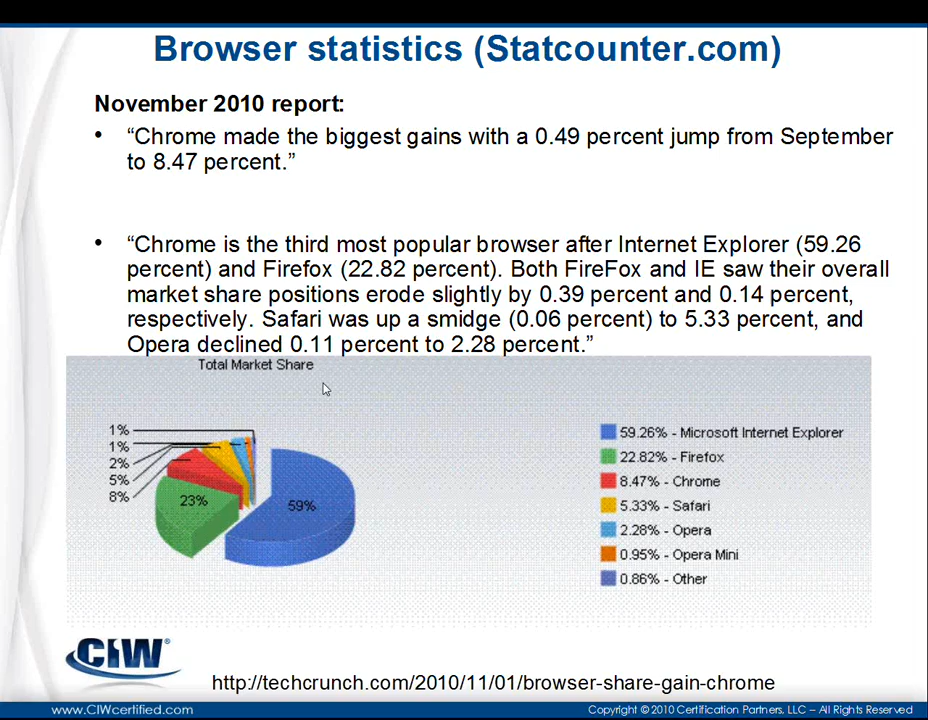 Browser statistics (Statcounter.com)
November 2010 report:
• “Chrome made the biggest gains with a 0.49 percent jump from September
to 8.47 percent.”
• “Chrome is the third most popular browser after Internet Explorer (59.26
percent) and Firefox (22.82 percent). Both FireFox and IE saw their overall
market share positions erode slightly by 0.39 percent and 0.14 percent,
respectively. Safari was up a smidge (0.06 percent) to 5.33 percent, and
Opera declined 0.11 percent to 2.28 percent.”
Total Market Share
1%
1%
2%
5%
8%
23%
59%
59.26% - Microsoft Internet Explorer
22.82% - Firefox
8.47% - Chrome
5.33% - Safari
2.28% - Opera
0.95% - Opera Mini
0.86% - Other
CIW®
http://techcrunch.com/2010/11/01/browser-share-gain-chrome
www.CIWcertified.com
Copyright © 2010 Certification Partners, LLC – All Rights Reserved